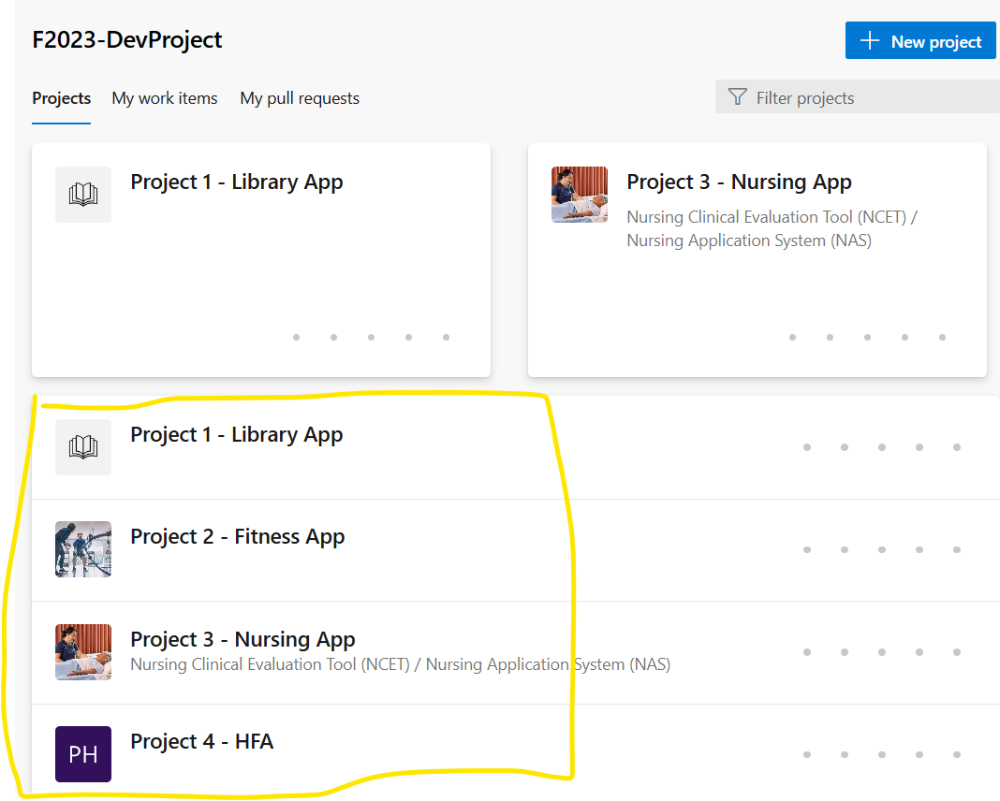 F2023-DevProject
New project
Projects My work items My pull requests
Filter projects
Project 1 - Library App
Project 3 - Nursing App
Nursing Clinical Evaluation Tool (NCET) /
Nursing Application System (NAS)
Project 1 - Library App
Project 2 - Fitness App
Project 3 - Nursing App
Nursing Clinical Evaluation Tool (NCET) / Nursing Application System (NAS)
PH
Project 4 - HFA